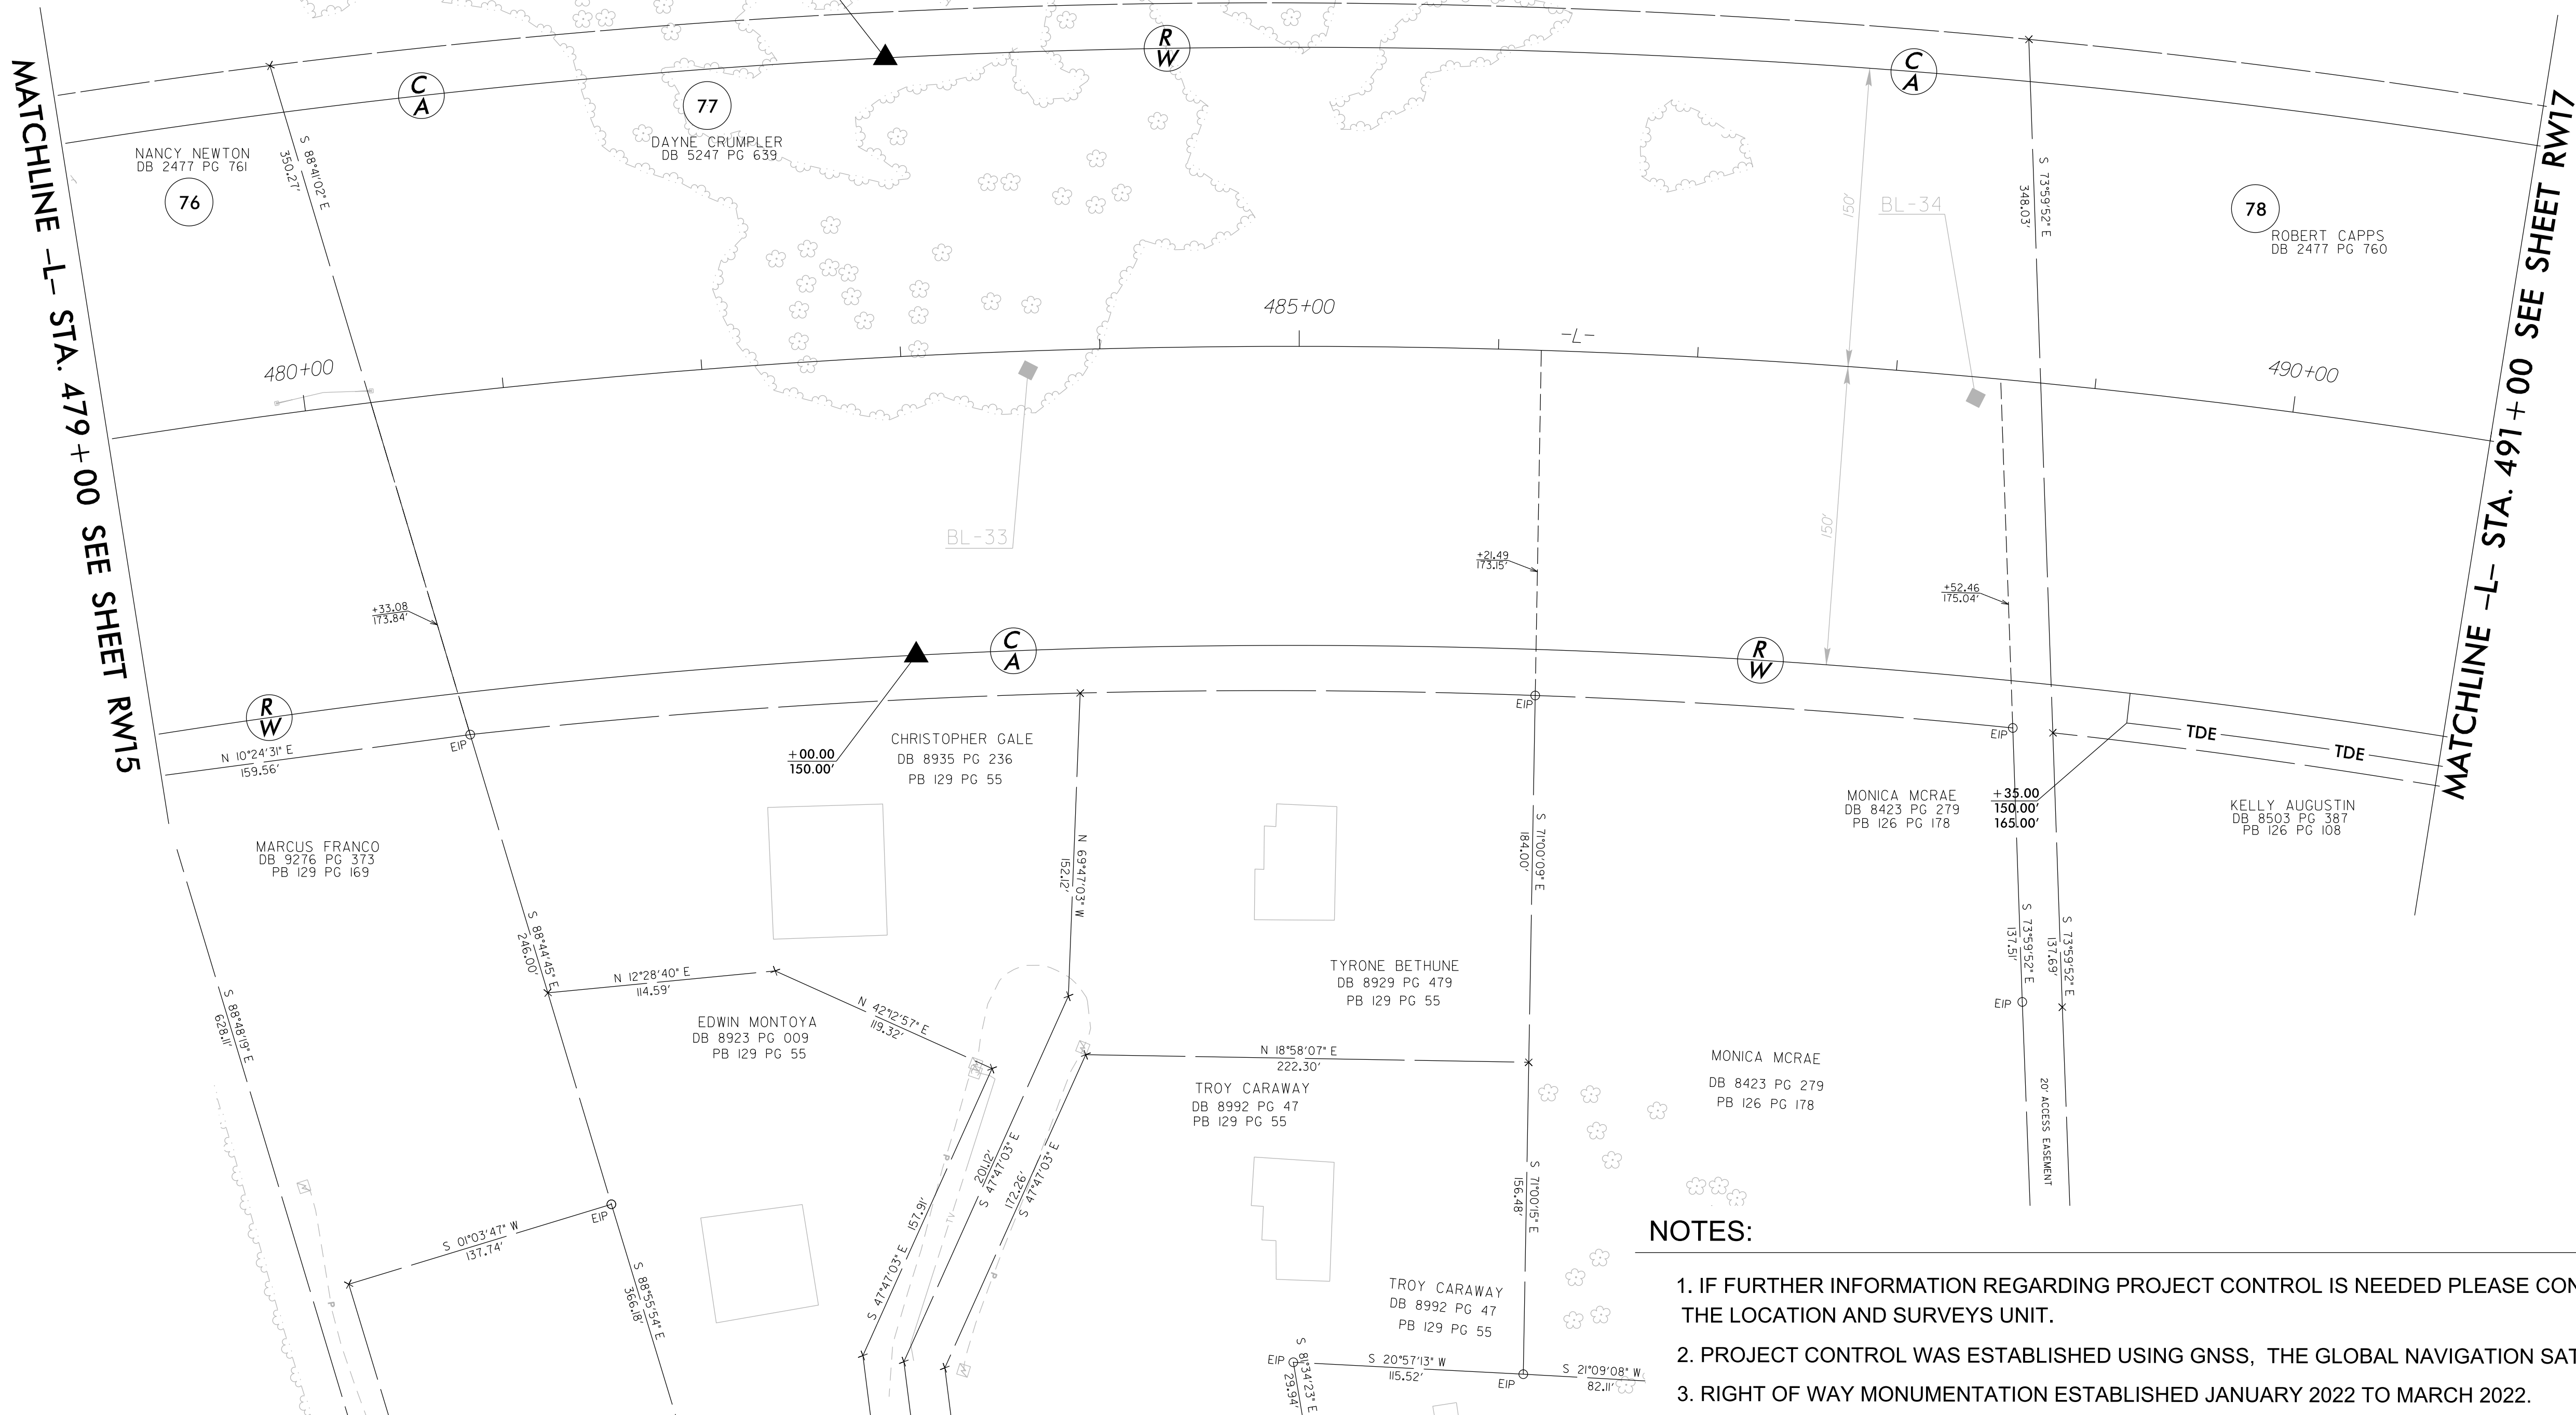 MATCHLINE –L– STA. 479+00 SEE SHEET RW15
MATCHLINE –L– STA. 491+00 SEE SHEET RW17
R
W
C
A
C
A
77
DAYNE CRUMPLER
DB 5247 PG 639
NANCY NEWTON
DB 2477 PG 761
76
S 88°41'02" E
350.27'
S 73°59'52" E
348.03'
150'
BL-34
78
ROBERT CAPPS
DB 2477 PG 760
485+00
-L-
480+00
490+00
BL-33
150'
+21.49
173.15'
+52.46
175.04'
+33.08
173.84'
C
A
R
W
R
W
N 10°24'31" E
159.56'
EIP
EIP
EIP
+00.00
150.00'
CHRISTOPHER GALE
DB 8935 PG 236
PB 129 PG 55
TDE
TDE
MONICA MCRAE
DB 8423 PG 279
PB 126 PG 178
+35.00
150.00'
165.00'
KELLY AUGUSTIN
DB 8503 PG 387
PB 126 PG 108
MARCUS FRANCO
DB 9276 PG 373
PB 129 PG 169
N 69°47'03" W
152.12'
S 71°00'09" E
184.00'
S 88°44'45" E
246.00'
N 12°28'40" E
114.59'
S 73°59'52" E
137.51'
S 73°59'52" E
137.69'
EIP
TYRONE BETHUNE
DB 8929 PG 479
PB 129 PG 55
N 42°12'57" E
119.32'
EDWIN MONTOYA
DB 8923 PG 009
PB 129 PG 55
S 88°48'19" E
628.11'
N 18°58'07" E
222.30'
TROY CARAWAY
DB 8992 PG 47
PB 129 PG 55
MONICA MCRAE
DB 8423 PG 279
PB 126 PG 178
20' ACCESS EASEMENT
P
W
P
TV
P
201.12'
S 47°47'03" E
172.26'
S 47°47'03" E
157.91'
S 47°47'03" E
S 71°00'15" E
156.48'
EIP
S 01°03'47" W
137.74'
S 88°55'54" E
366.18'
TROY CARAWAY
DB 8992 PG 47
PB 129 PG 55
EIP
S 81°34'23" E
29.94'
S 20°57'13" W
115.52'
EIP
S 21°09'08" W
82.11'
NOTES:
1. IF FURTHER INFORMATION REGARDING PROJECT CONTROL IS NEEDED PLEASE CON
THE LOCATION AND SURVEYS UNIT.
2. PROJECT CONTROL WAS ESTABLISHED USING GNSS, THE GLOBAL NAVIGATION SAT
3. RIGHT OF WAY MONUMENTATION ESTABLISHED JANUARY 2022 TO MARCH 2022.